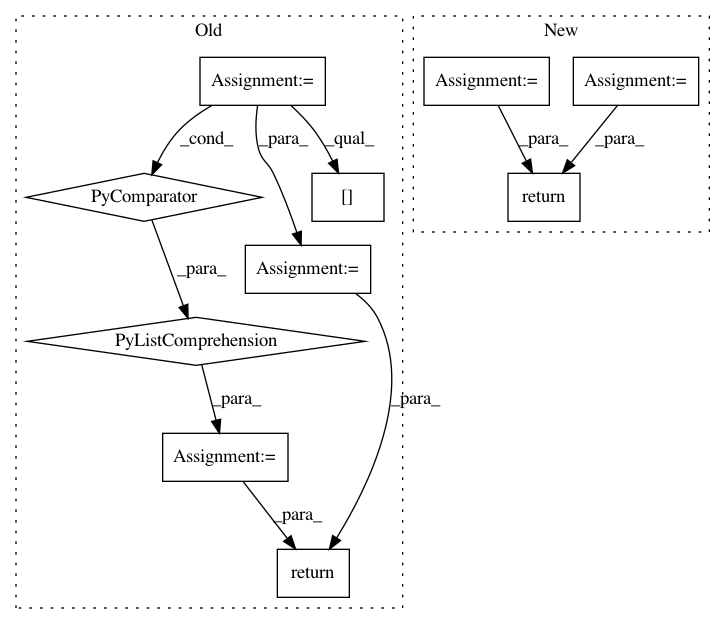 Old
New
Assignment:=
Assignment:=
Assignment:=
_cond_
_para_
_qual_
_para_
_para_
PyComparator
[]
return
_para_
Assignment:=
PyListComprehension
_para_
_para_
Assignment:=
_para_
return